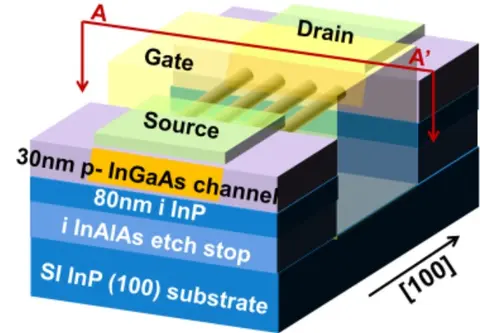 A
Drain
A'
Gate
Source
30nm p- InGaAs channel
80nm i InP
i InAlAs etch stop
SI InP (100) substrate
[100]